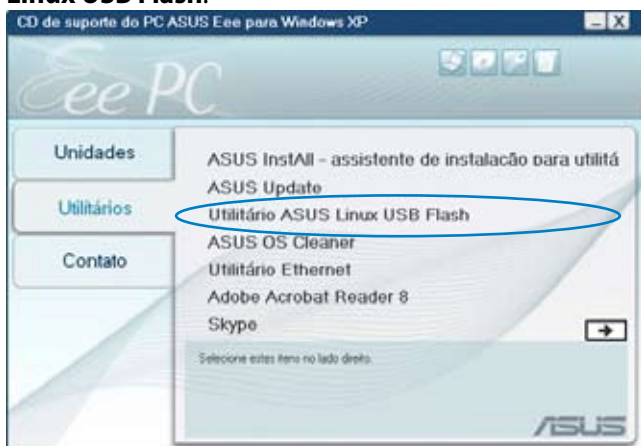 Linux USB Flash.
CD de suporte do PC ASUS Eee para Windows XP
Eee PC
Unidades
Utilitários
Contato
ASUS InstAll - assistente de instalação para utilitá
ASUS Update
Utilitário ASUS Linux USB Flash
ASUS OS Cleaner
Utilitário Ethernet
Adobe Acrobat Reader 8
Skype
Selecione estes itens no lado direito.
ASUS